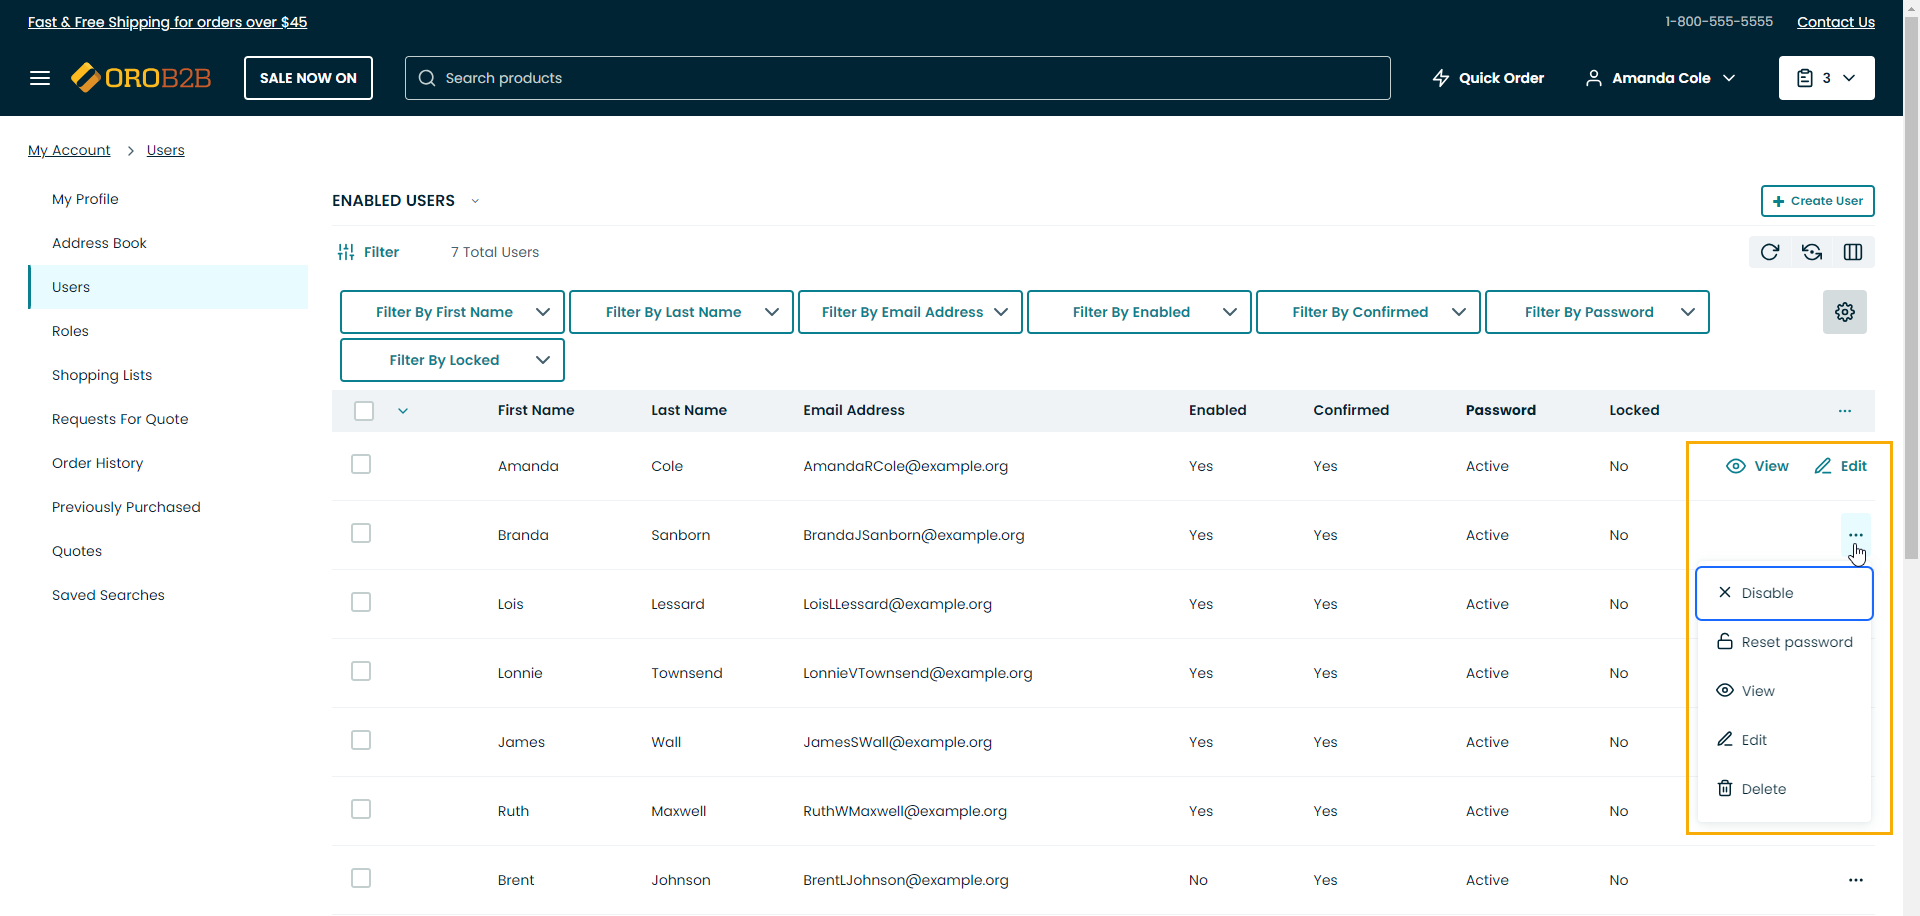 Fast & Free Shipping for orders over $45
1-800-555-5555 Contact Us
OROB2B SALE NOW ON Search products Quick Order Amanda Cole 3
My Account Users
My Profile
Address Book
Users
Roles
Shopping Lists
Requests For Quote
Order History
Previously Purchased
Quotes
Saved Searches
ENABLED USERS
Create User
Filter 7 Total Users
Filter By First Name Filter By Last Name Filter By Email Address Filter By Enabled Filter By Confirmed Filter By Password
Filter By Locked
First Name Last Name Email Address Enabled Confirmed Password Locked ...
Amanda Cole AmandaRCole@example.org Yes Yes Active No View Edit
Branda Sanborn BrandaJSanborn@example.org Yes Yes Active No ...
Lois Lessard LoisLLessard@example.org Yes Yes Active No
Lonnie Townsend LonnieVTownsend@example.org Yes Yes Active No
James Wall JamesSWall@example.org Yes Yes Active No
Ruth Maxwell RuthWMaxwell@example.org Yes Yes Active No
Brent Johnson BrentLJohnson@example.org No Yes Active No ...
Disable
Reset password
View
Edit
Delete